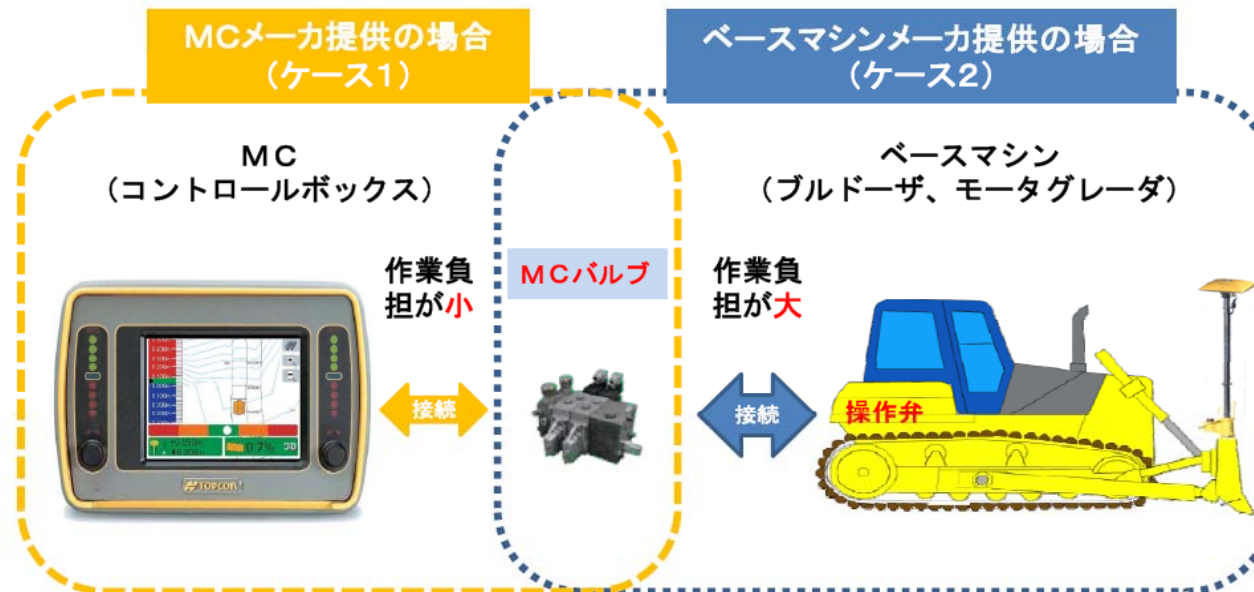 MCメーカ提供の場合
(ケース1)
ベースマシンメーカ提供の場合
(ケース2)
MC
(コントロールボックス)
ベースマシン
(ブルドーザ、モータグレーダ)
作業負
担が小
MCバルブ
作業負
担が大
接続
接続
操作弁
0.7%
3D
TOPCON